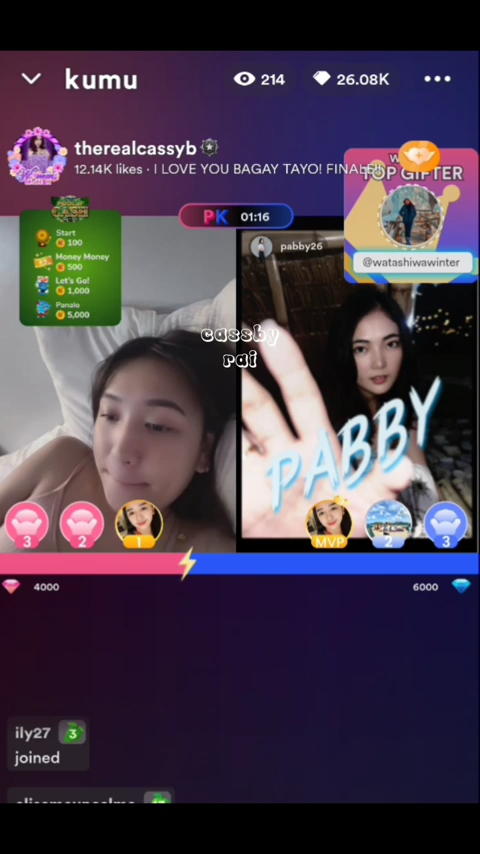 kumu
214
26.08K
therealcassyb
12.14K likes · I LOVE YOU BAGAY TAYO! FINALE!!
TOP GIFTER
@watashiwawinter
PK 01:16
Start
100
Money Money
500
Let's Go!
1,000
Panalo
5,000
pabby26
cassby
rai
PABBY
3
2
1
MVP
2
3
4000
6000
ily27 3
joined